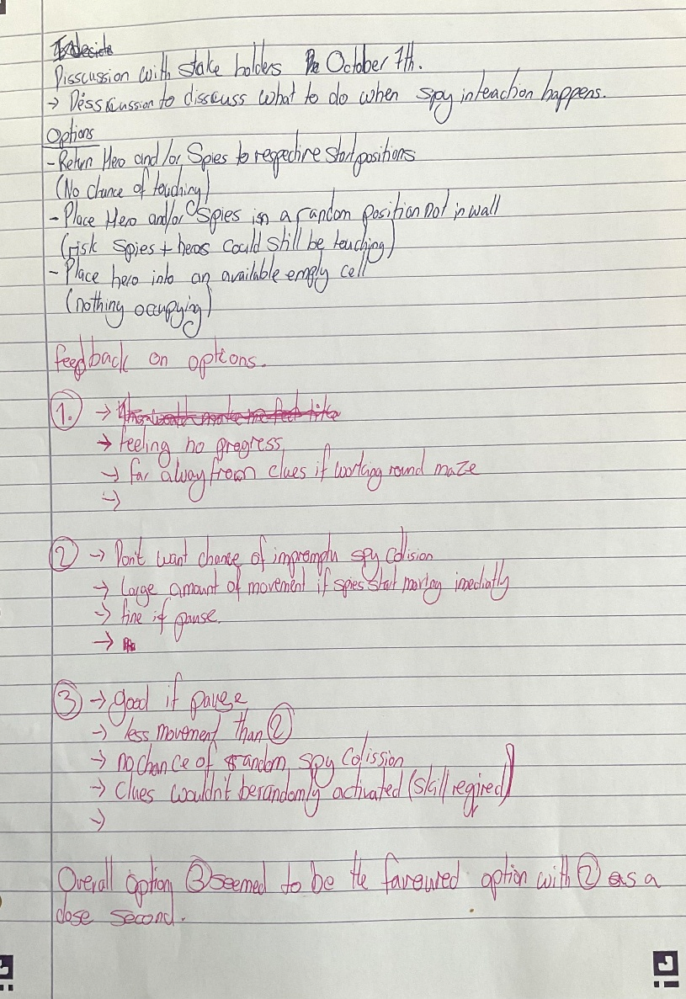 Disscussion with stake holders October 7th.
→ Disscussion to disscuss what to do when spy inteaction happens.
Options
- Return Hero and/or Spies to respective start positions
(No chance of touching)
- Place Hero and/or Spies in a random position not in wall
(risk spies + heros could still be touching)
- Place hero into an available empty cell
(nothing occupying)
feedback on options.
1. →
→ feeling no progress
→ far away from clues if working round maze
→
2 → Don't want chance of impromptu spy colision
→ Large amount of movement if spies start moving imediatly
→ fine if pause.
→
3 → good if pause
→ less movement than 2
→ no chance of random spy colission
→ Clues wouldn't be randomly activated (skill reqired)
→
Overall option 3 seemed to be the favoured option with 2 as a
close second.